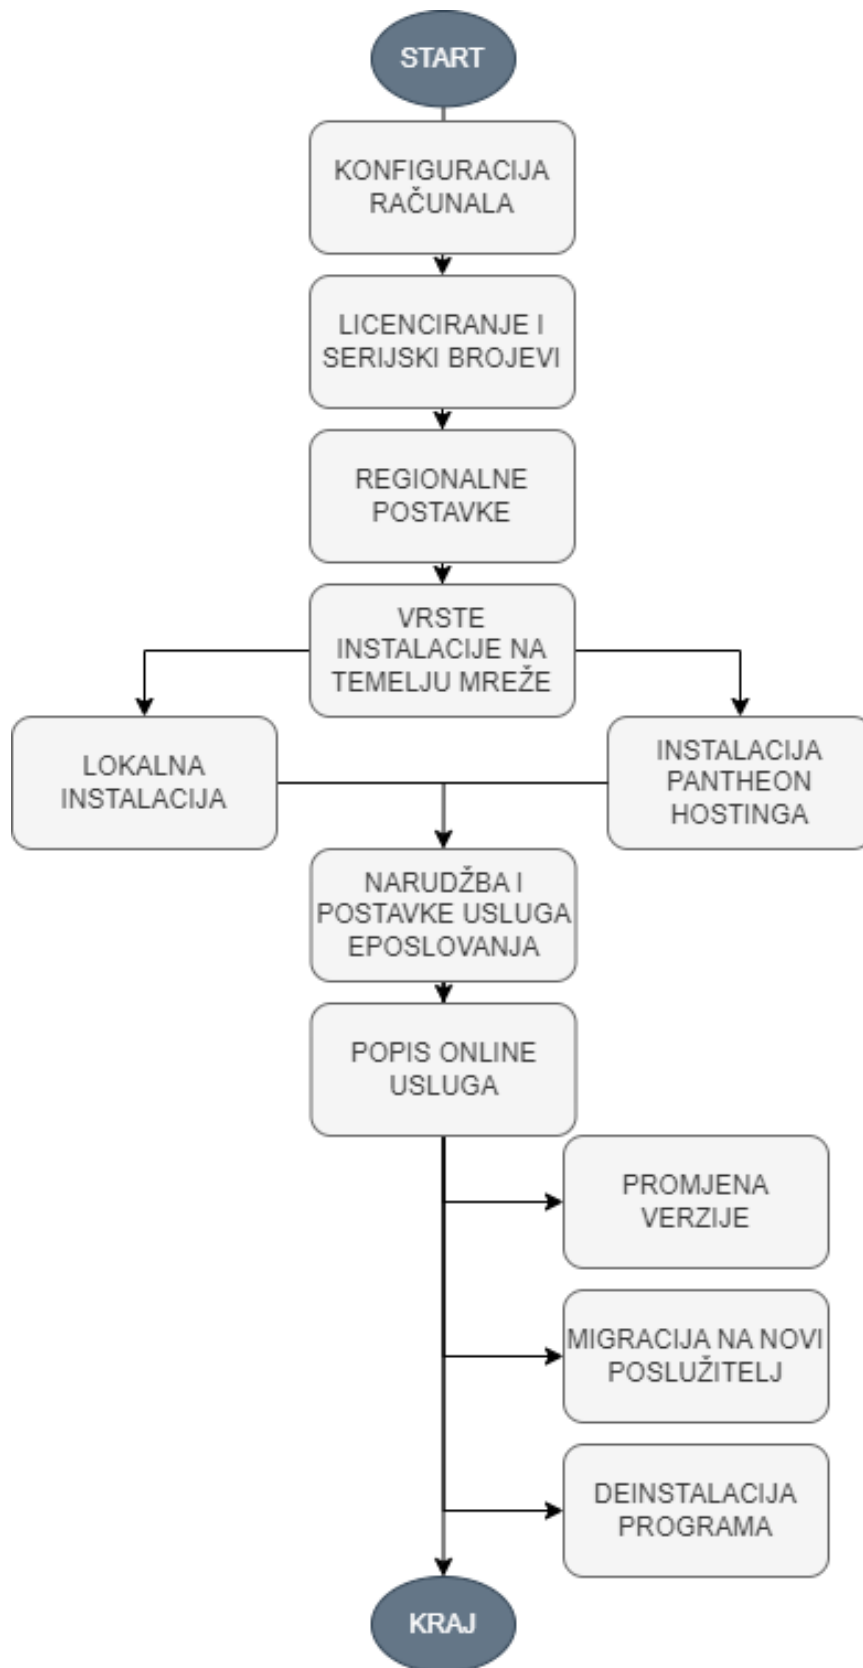 START
KONFIGURACIJA
RAČUNALA
LICENCIRANJE I
SERIJSKI BROJEVI
REGIONALNE
POSTAVKE
VRSTE
INSTALACIJE NA
TEMELJU MREŽE
LOKALNA
INSTALACIJA
INSTALACIJA
PANTHEON
HOSTINGA
NARUDŽBA I
POSTAVKE USLUGA
EPOSLOVANJA
POPIS ONLINE
USLUGA
PROMJENA
VERZIJE
MIGRACIJA NA NOVI
POSLUŽITELJ
DEINSTALACIJA
PROGRAMA
KRAJ